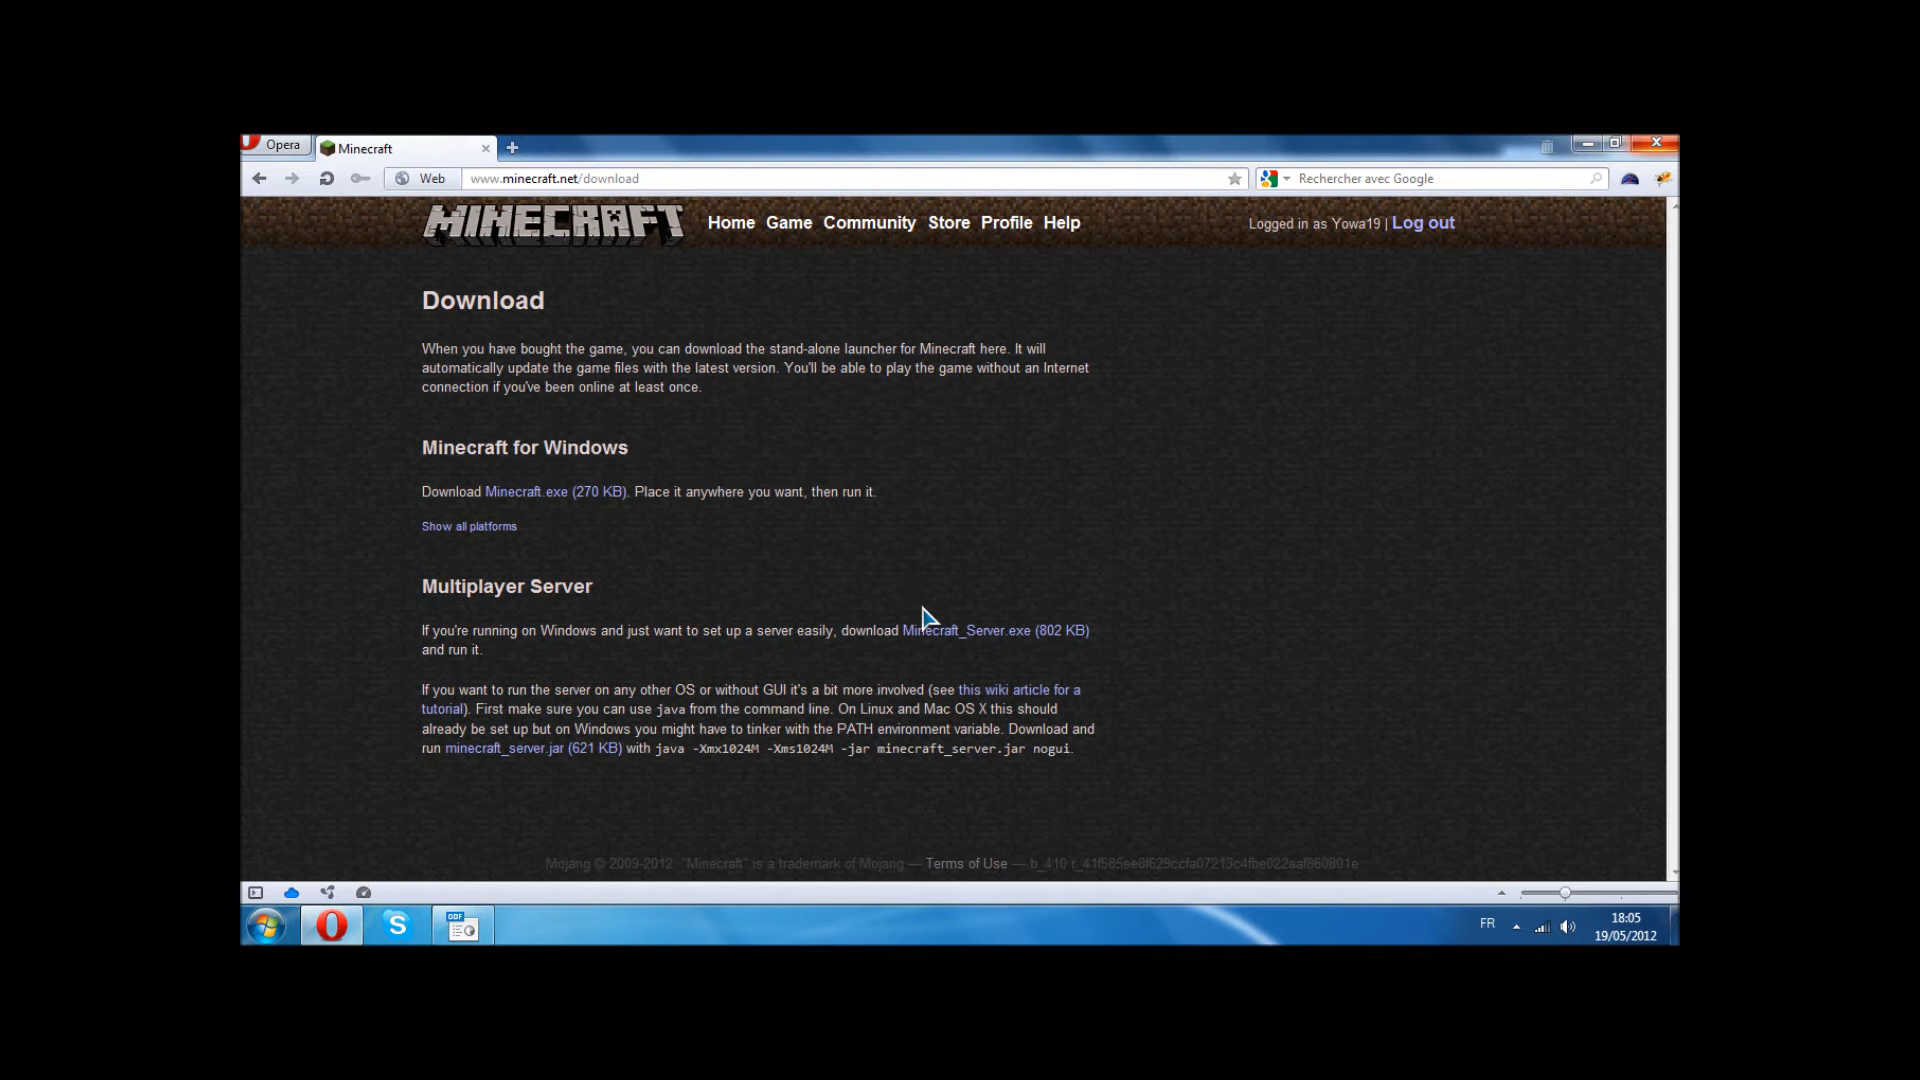 Opera
Minecraft
Web
www.minecraft.net/download
Rechercher avec Google
MINECRAFT
Home Game Community Store Profile Help
Logged in as Yowa19 | Log out
Download
When you have bought the game, you can download the stand-alone launcher for Minecraft here. It will
automatically update the game files with the latest version. You'll be able to play the game without an Internet
connection if you've been online at least once.
Minecraft for Windows
Download Minecraft.exe (270 KB). Place it anywhere you want, then run it.
Show all platforms
Multiplayer Server
If you're running on Windows and just want to set up a server easily, download Minecraft_Server.exe (802 KB)
and run it.
If you want to run the server on any other OS or without GUI it's a bit more involved (see this wiki article for a
tutorial). First make sure you can use java from the command line. On Linux and Mac OS X this should
already be set up but on Windows you might have to tinker with the PATH environment variable. Download and
run minecraft_server.jar (621 KB) with java -Xmx1024M -Xms1024M -jar minecraft_server.jar nogui.
Mojang © 2009-2012. "Minecraft" is a trademark of Mojang — Terms of Use — b_410
ODF
FR
18:05
19/05/2012